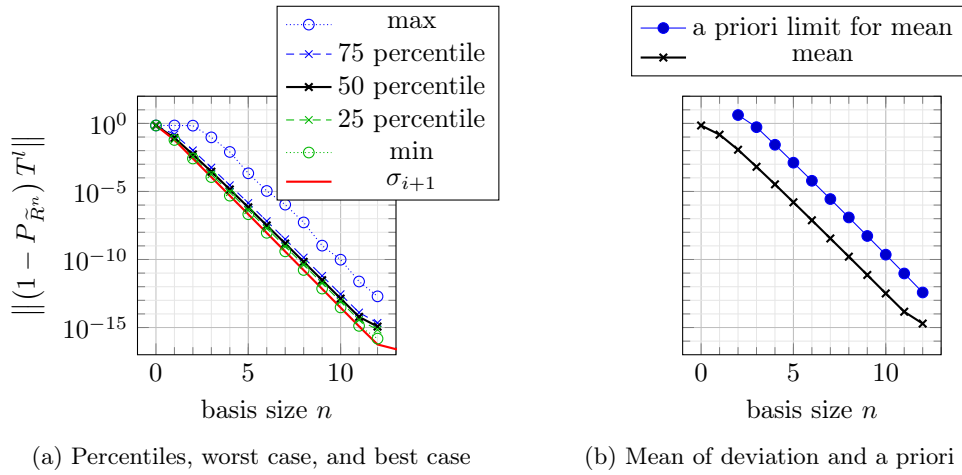 max
75 percentile
50 percentile
25 percentile
min
σ_{i+1}
10^0
10^{-5}
10^{-10}
10^{-15}
‖(1 − P_{R̃^n}) T^l‖
0 5 10
basis size n
(a) Percentiles, worst case, and best case
a priori limit for mean
mean
0 5 10
basis size n
(b) Mean of deviation and a priori